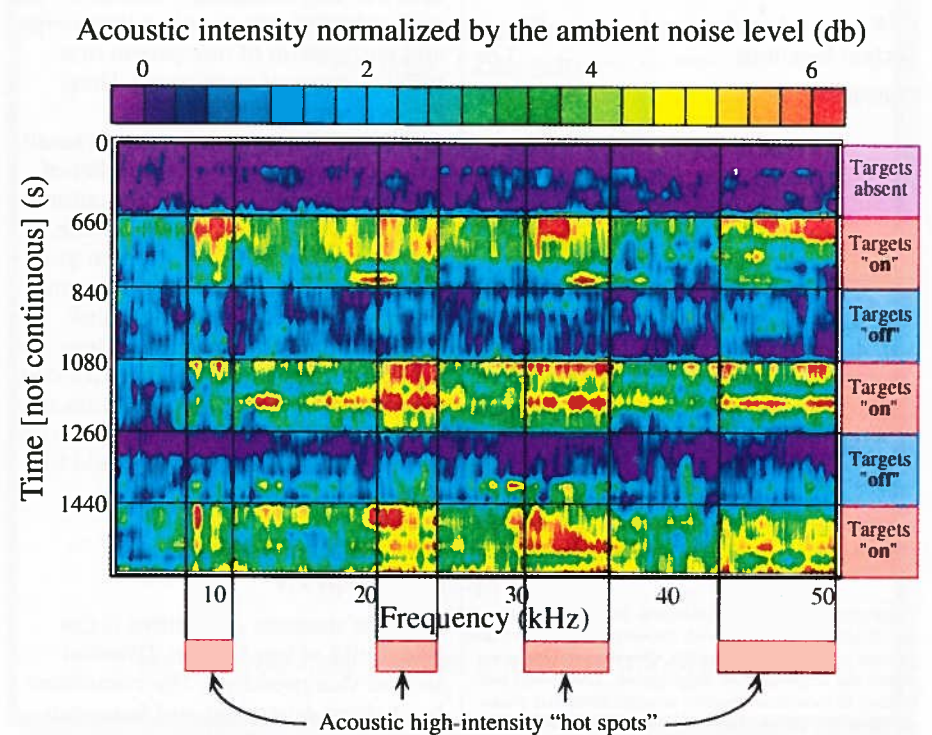 Acoustic intensity normalized by the ambient noise level (db)
0 2 4 6
Time [not continuous] (s)
0
660
840
1080
1260
1440
Targets
absent
Targets
"on"
Targets
"off"
Targets
"on"
Targets
"off"
Targets
"on"
10 20 30 40 50
Frequency (kHz)
Acoustic high-intensity “hot spots”